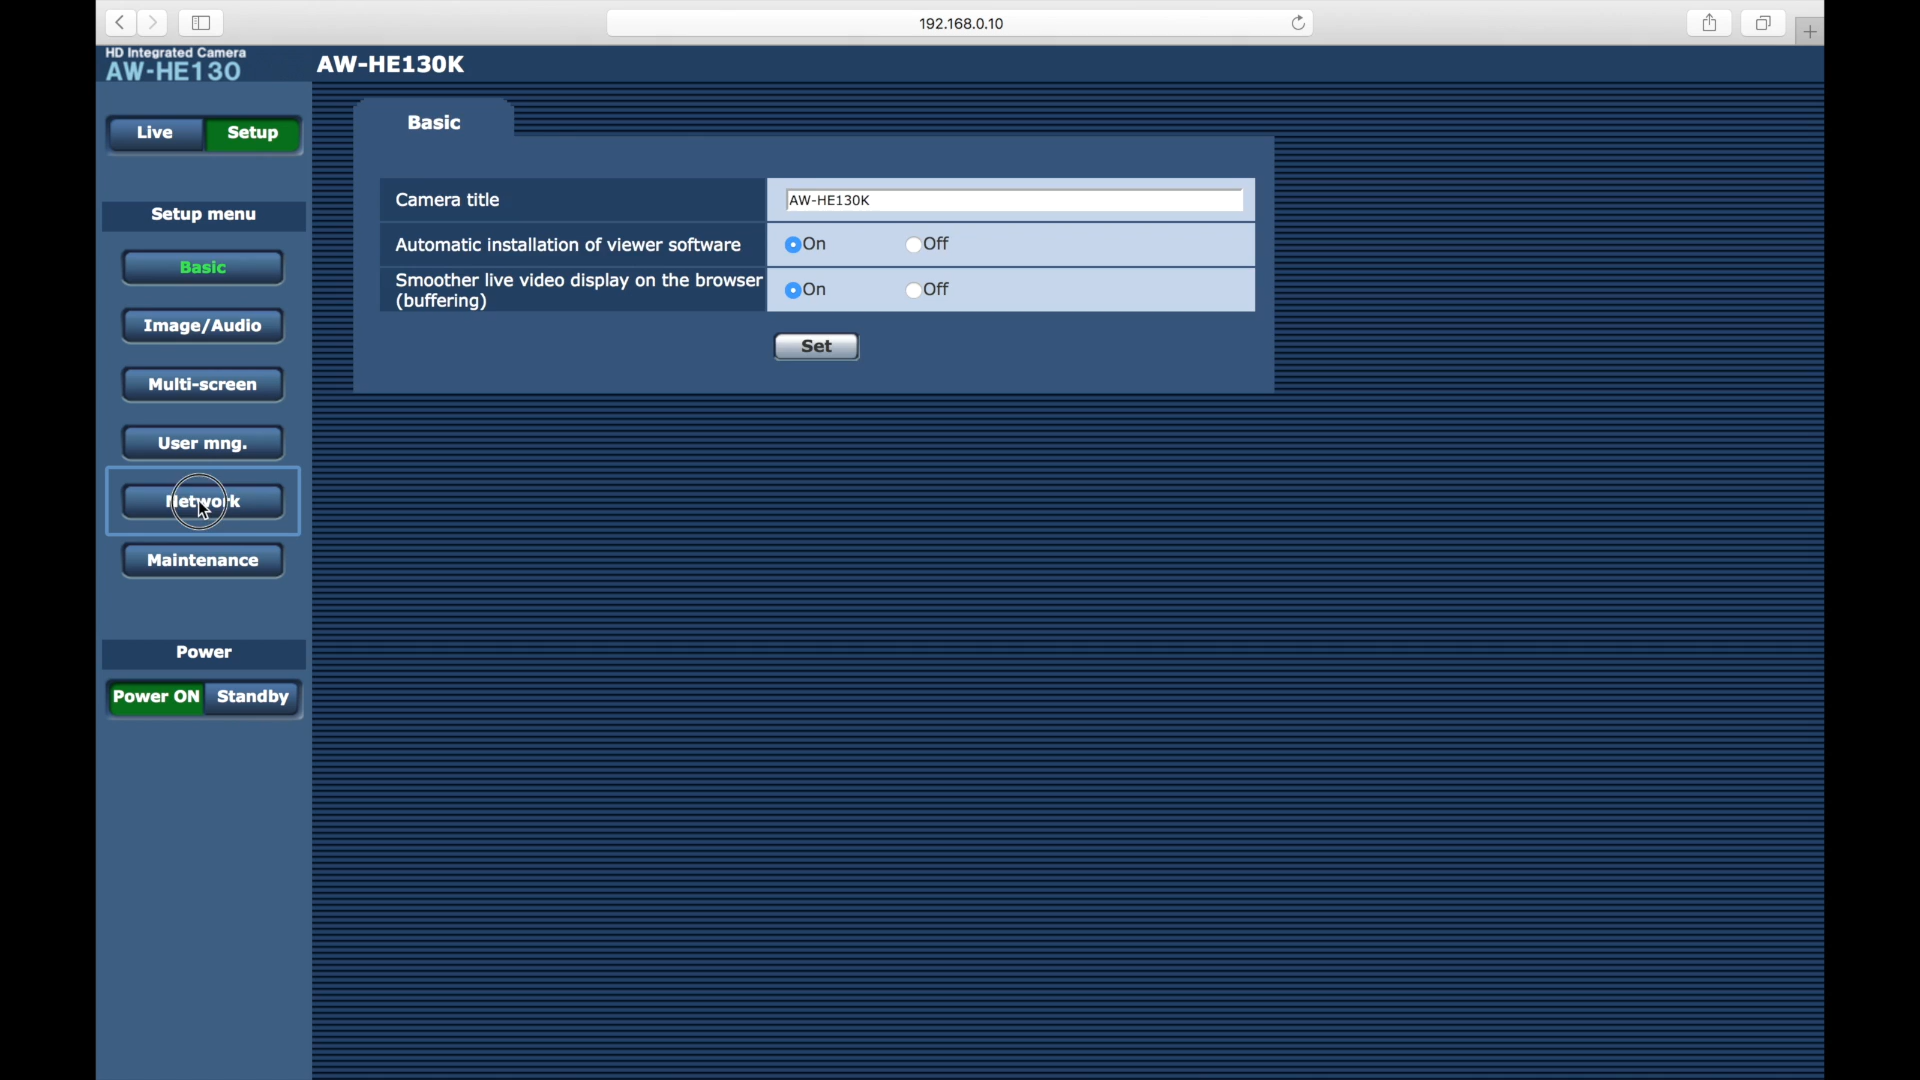 192.168.0.10
HD Integrated Camera
AW-HE130
AW-HE130K
Live
Setup
Basic
Setup menu
Camera title
AW-HE130K
Automatic installation of viewer software
On
Off
Basic
Smoother live video display on the browser
(buffering)
On
Off
Image/Audio
Set
Multi-screen
User mng.
Network
Maintenance
Power
Power ON
Standby